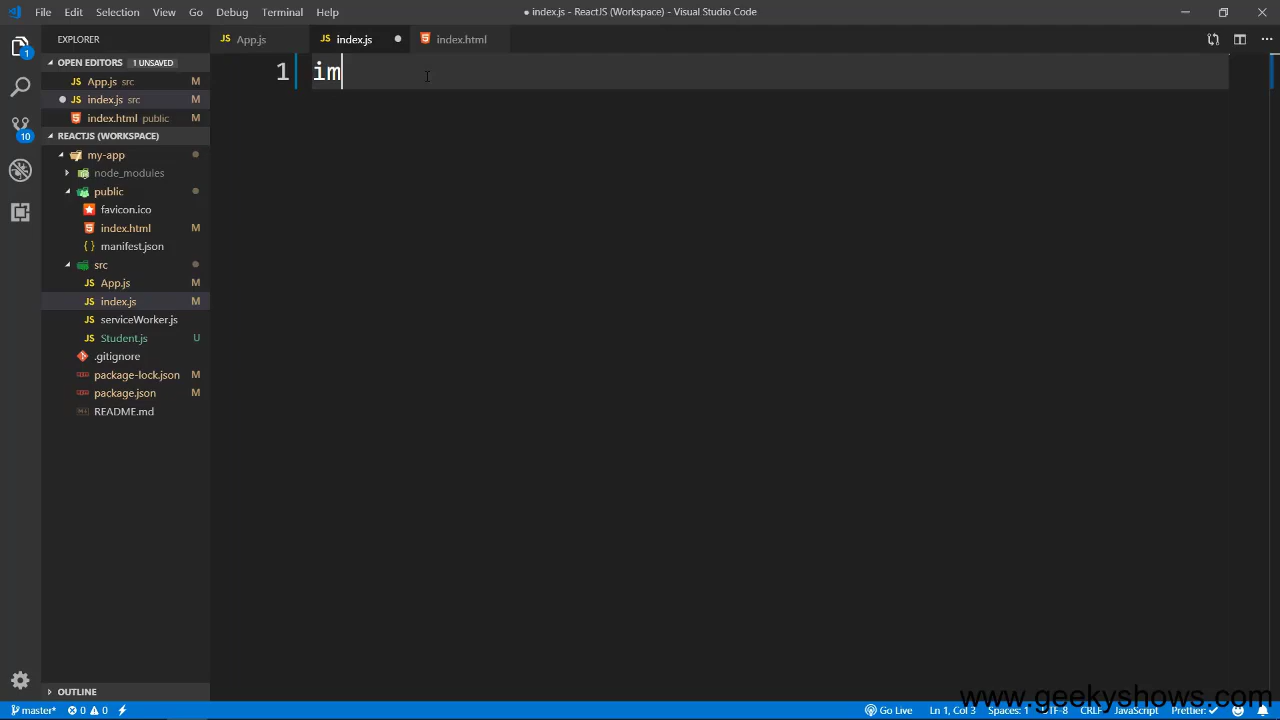 File Edit Selection View Go Debug Terminal Help
● index.js - ReactJS (Workspace) - Visual Studio Code
EXPLORER
JS App.js
JS index.js ●
index.html
OPEN EDITORS 1 UNSAVED
JS App.js src M
● JS index.js src M
index.html public M
REACTJS (WORKSPACE)
my-app
node_modules
public
favicon.ico
index.html M
{ } manifest.json
src
JS App.js M
JS index.js M
JS serviceWorker.js
JS Student.js U
.gitignore
package-lock.json M
package.json M
README.md
OUTLINE
1
10
1 im
www.geekyshows.com
master* 0 0
Go Live Ln 1, Col 3 Spaces: 1 UTF-8 CRLF JavaScript Prettier: ✓